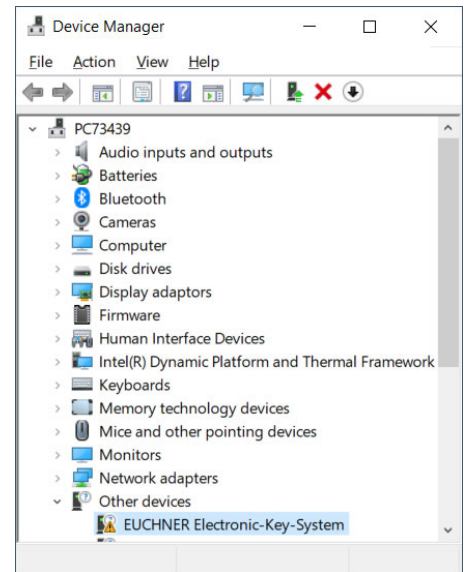 Device Manager
File Action View Help
PC73439
Audio inputs and outputs
Batteries
Bluetooth
Cameras
Computer
Disk drives
Display adaptors
Firmware
Human Interface Devices
Intel(R) Dynamic Platform and Thermal Framework
Keyboards
Memory technology devices
Mice and other pointing devices
Monitors
Network adapters
Other devices
EUCHNER Electronic-Key-System